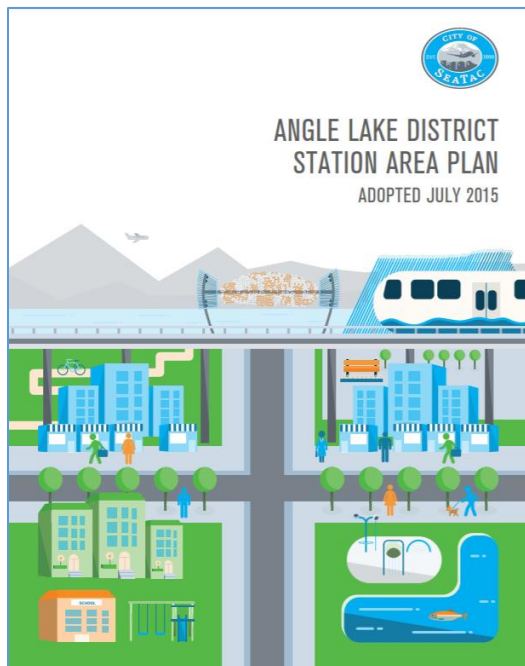 CITY OF
SEATAC
ANGLE LAKE DISTRICT
STATION AREA PLAN
ADOPTED JULY 2015
SCHOOL